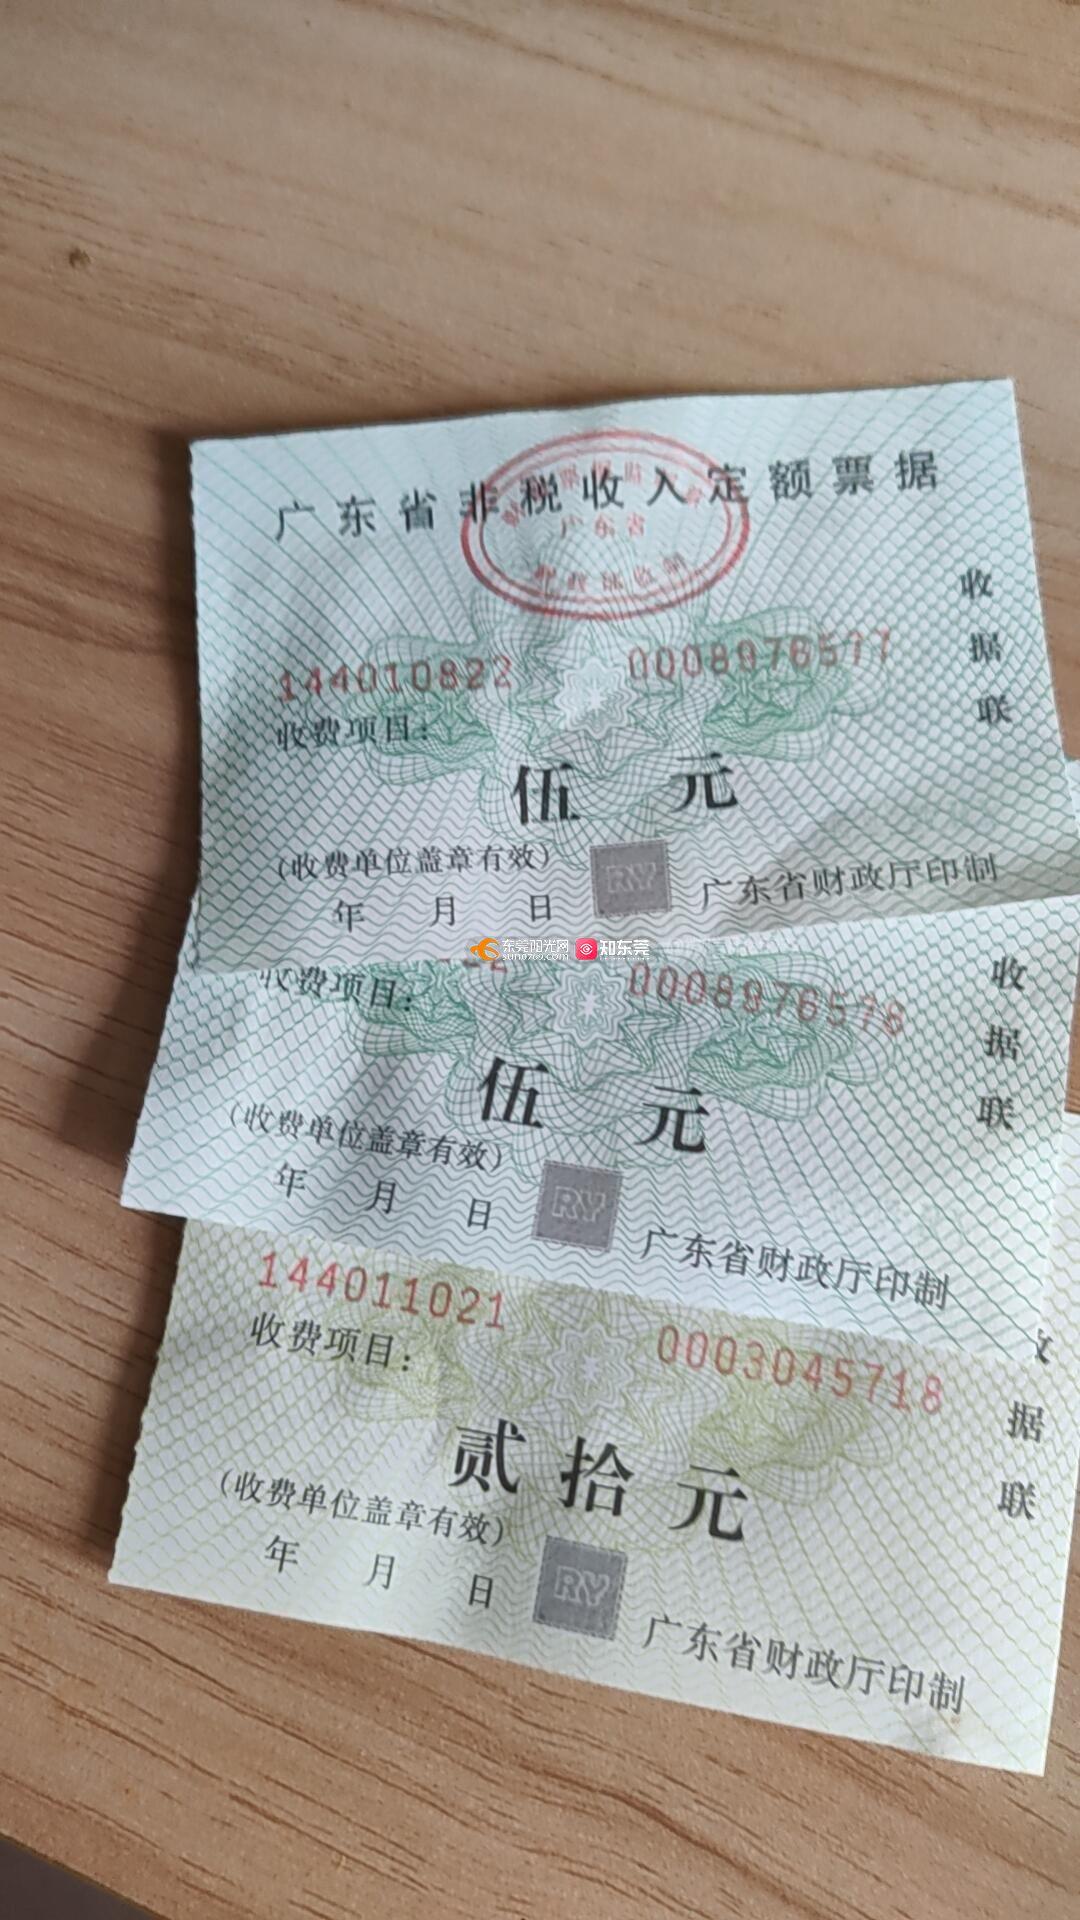 广东省非税收入定额票据
广东省
收据联
144010822 0008976577
收费项目：
伍 元
（收费单位盖章有效）
年 月 日
RY
广东省财政厅印制
东莞阳光网
sun0769.com
知东莞
收费项目：
0008976578
收据联
伍 元
（收费单位盖章有效）
年 月 日
RY
广东省财政厅印制
144011021
0003045718
收费项目：
据联
贰拾元
（收费单位盖章有效）
年 月 日
RY
广东省财政厅印制